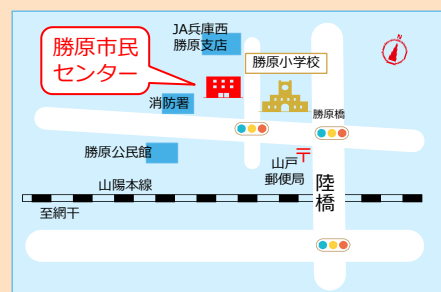 JA兵庫西
勝原支店
勝原市民
センター
勝原小学校
消防署
勝原橋
勝原公民館
山戸
郵便局
陸橋
山陽本線
至網干